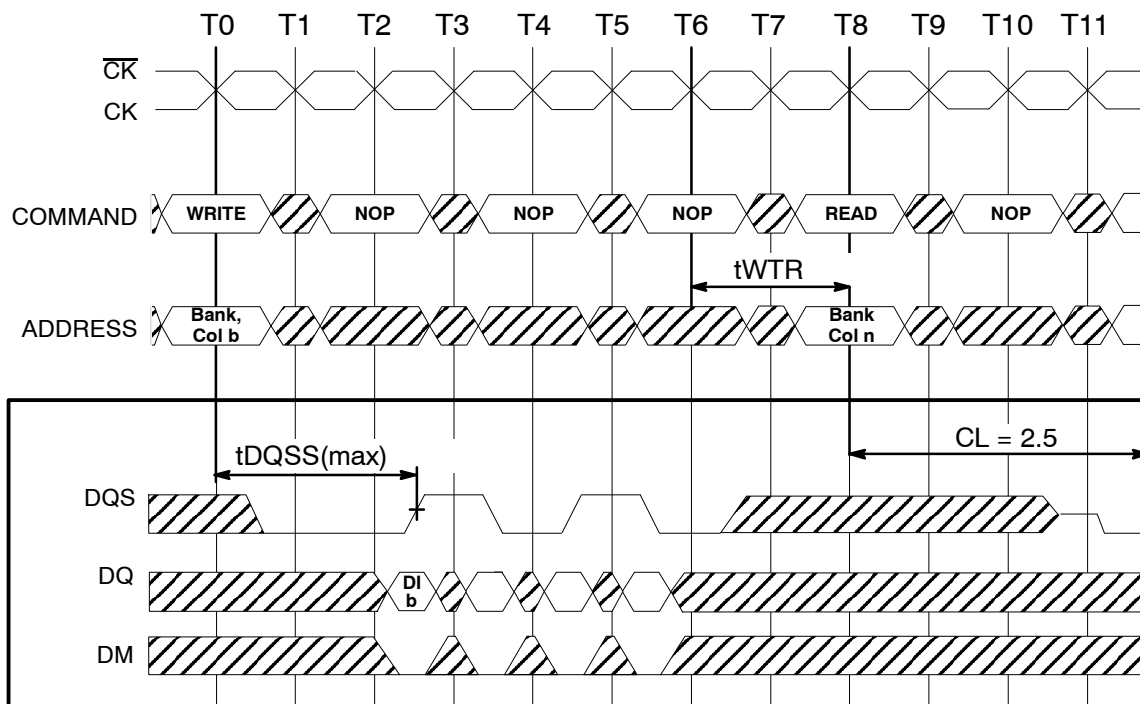 T0 T1 T2 T3 T4 T5 T6 T7 T8 T9 T10 T11
CK
CK
COMMAND WRITE NOP NOP NOP READ NOP
tWTR
ADDRESS Bank, Col b Bank Col n
CL = 2.5
tDQSS(max)
DQS
DQ DI b
DM